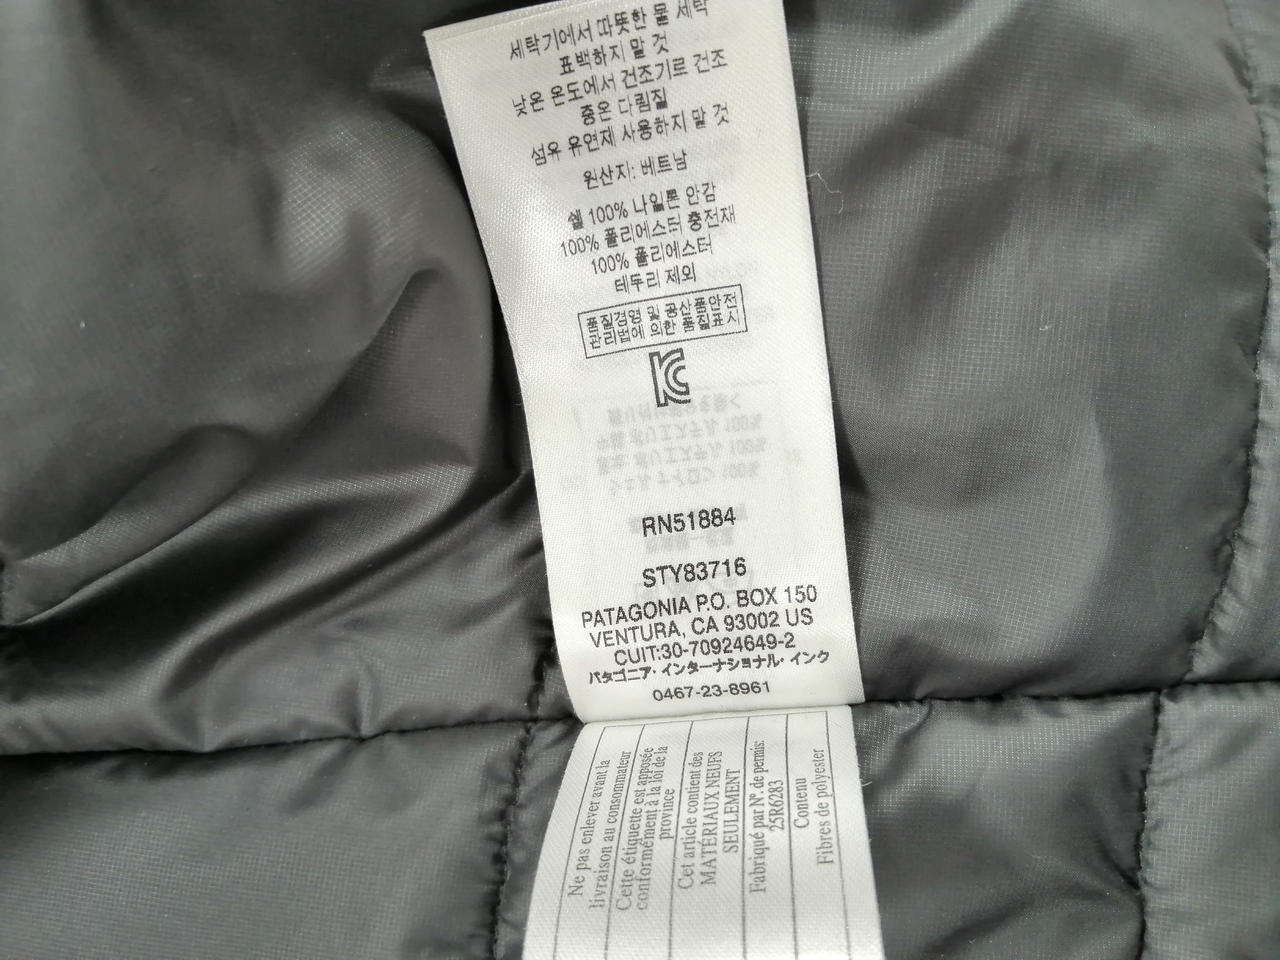 세탁기에서 따뜻한 물 세탁
표백하지 말 것
낮은 온도에서 건조기로 건조
중온 다림질
섬유 유연제 사용하지 말 것
원산지: 베트남
쉘 100% 나일론 안감
100% 폴리에스터 충전재
100% 폴리에스터
테두리 제외
품질경영 및 공산품안전
관리법에 의한 품질표시
RN51884
STY83716
PATAGONIA P.O. BOX 150
VENTURA, CA 93002 US
CUIT:30-70924649-2
パタゴニア・インターナショナル・インク
0467-23-8961
Ne pas enlever avant la
livraison au consommateur
Cette étiquette est apposée
conformément à la loi de la
province
Cet article contient des
MATÉRIAUX NEUFS
SEULEMENT
Fabriqué par Nº. de permis:
25R6283
Contenu
Fibres de polyester